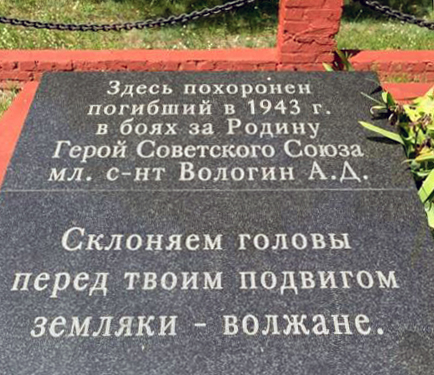 Здесь похоронен
погибший в 1943 г.
в боях за Родину
Герой Советского Союза
мл. с-нт Вологин А.Д.
Склоняем головы
перед твоим подвигом
земляки - волжане.